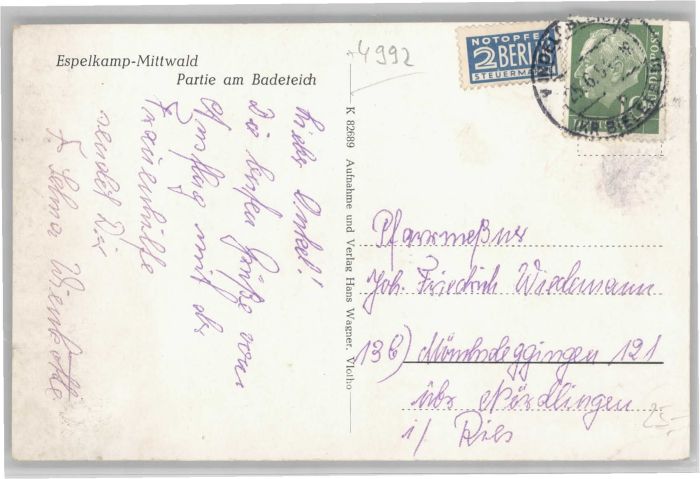 Espelkamp-Mittwald
Partie am Badeteich
*4992
NOTOPFER
2 BERLIN
STEUERMARKE
K 82689 Aufnahme und Verlag Hans Wagner, Vlotho
Lieber Onkel!
Die besten Grüße vom
Ausflug mit der
Frauenhilfe
sendet Dir
Pfarrmeßner
Joh. Friedrich Wiedemann
13b) Mönchsdeggingen 121
über Nördlingen
i/ Ries
25.-